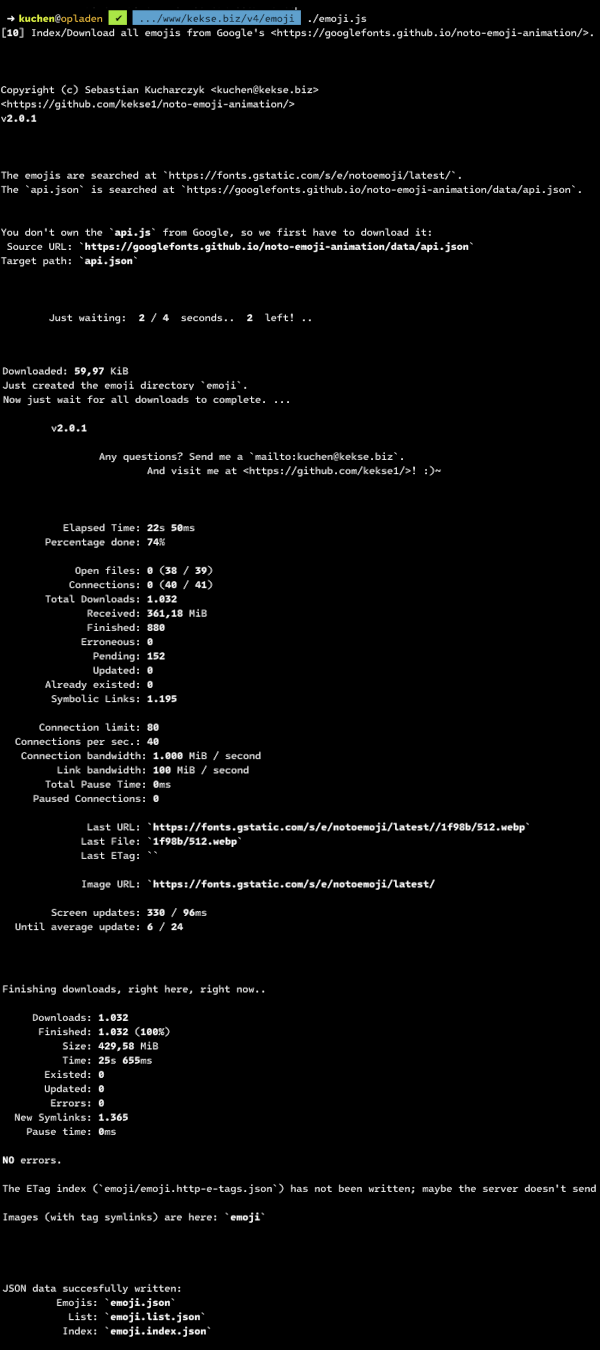 ➜ kuchen@opladen ✔ .../www/kekse.biz/v4/emoji ./emoji.js
[10] Index/Download all emojis from Google's <https://googlefonts.github.io/noto-emoji-animation/>.
Copyright (c) Sebastian Kucharczyk <kuchen@kekse.biz>
<https://github.com/kekse1/noto-emoji-animation/>
v2.0.1
The emojis are searched at `https://fonts.gstatic.com/s/e/notoemoji/latest/`.
The `api.json` is searched at `https://googlefonts.github.io/noto-emoji-animation/data/api.json`.
You don't own the `api.js` from Google, so we first have to download it:
Source URL: `https://googlefonts.github.io/noto-emoji-animation/data/api.json`
Target path: `api.json`
Just waiting: 2 / 4 seconds.. 2 left! ..
Downloaded: 59,97 KiB
Just created the emoji directory `emoji`.
Now just wait for all downloads to complete. ...
v2.0.1
Any questions? Send me a `mailto:kuchen@kekse.biz`.
And visit me at <https://github.com/kekse1/>! :)~
Elapsed Time: 22s 50ms
Percentage done: 74%
Open files: 0 (38 / 39)
Connections: 0 (40 / 41)
Total Downloads: 1.032
Received: 361,18 MiB
Finished: 880
Erroneous: 0
Pending: 152
Updated: 0
Already existed: 0
Symbolic Links: 1.195
Connection limit: 80
Connections per sec.: 40
Connection bandwidth: 1.000 MiB / second
Link bandwidth: 100 MiB / second
Total Pause Time: 0ms
Paused Connections: 0
Last URL: `https://fonts.gstatic.com/s/e/notoemoji/latest//1f98b/512.webp`
Last File: `1f98b/512.webp`
Last ETag: ``
Image URL: `https://fonts.gstatic.com/s/e/notoemoji/latest/
Screen updates: 330 / 96ms
Until average update: 6 / 24
Finishing downloads, right here, right now..
Downloads: 1.032
Finished: 1.032 (100%)
Size: 429,58 MiB
Time: 25s 655ms
Existed: 0
Updated: 0
Errors: 0
New Symlinks: 1.365
Pause time: 0ms
NO errors.
The ETag index (`emoji/emoji.http-e-tags.json`) has not been written; maybe the server doesn't send
Images (with tag symlinks) are here: `emoji`
JSON data succesfully written:
Emojis: `emoji.json`
List: `emoji.list.json`
Index: `emoji.index.json`